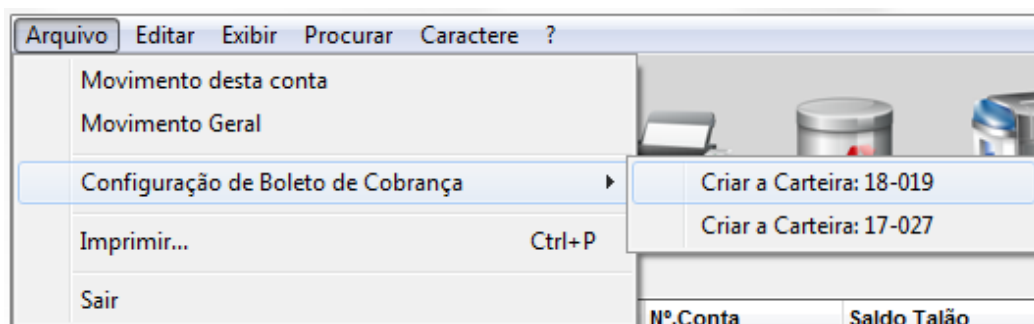 Arquivo Editar Exibir Procurar Caractere ?
Movimento desta conta
Movimento Geral
Configuração de Boleto de Cobrança
Criar a Carteira: 18-019
Criar a Carteira: 17-027
Imprimir... Ctrl+P
Sair
Nº.Conta Saldo Talão